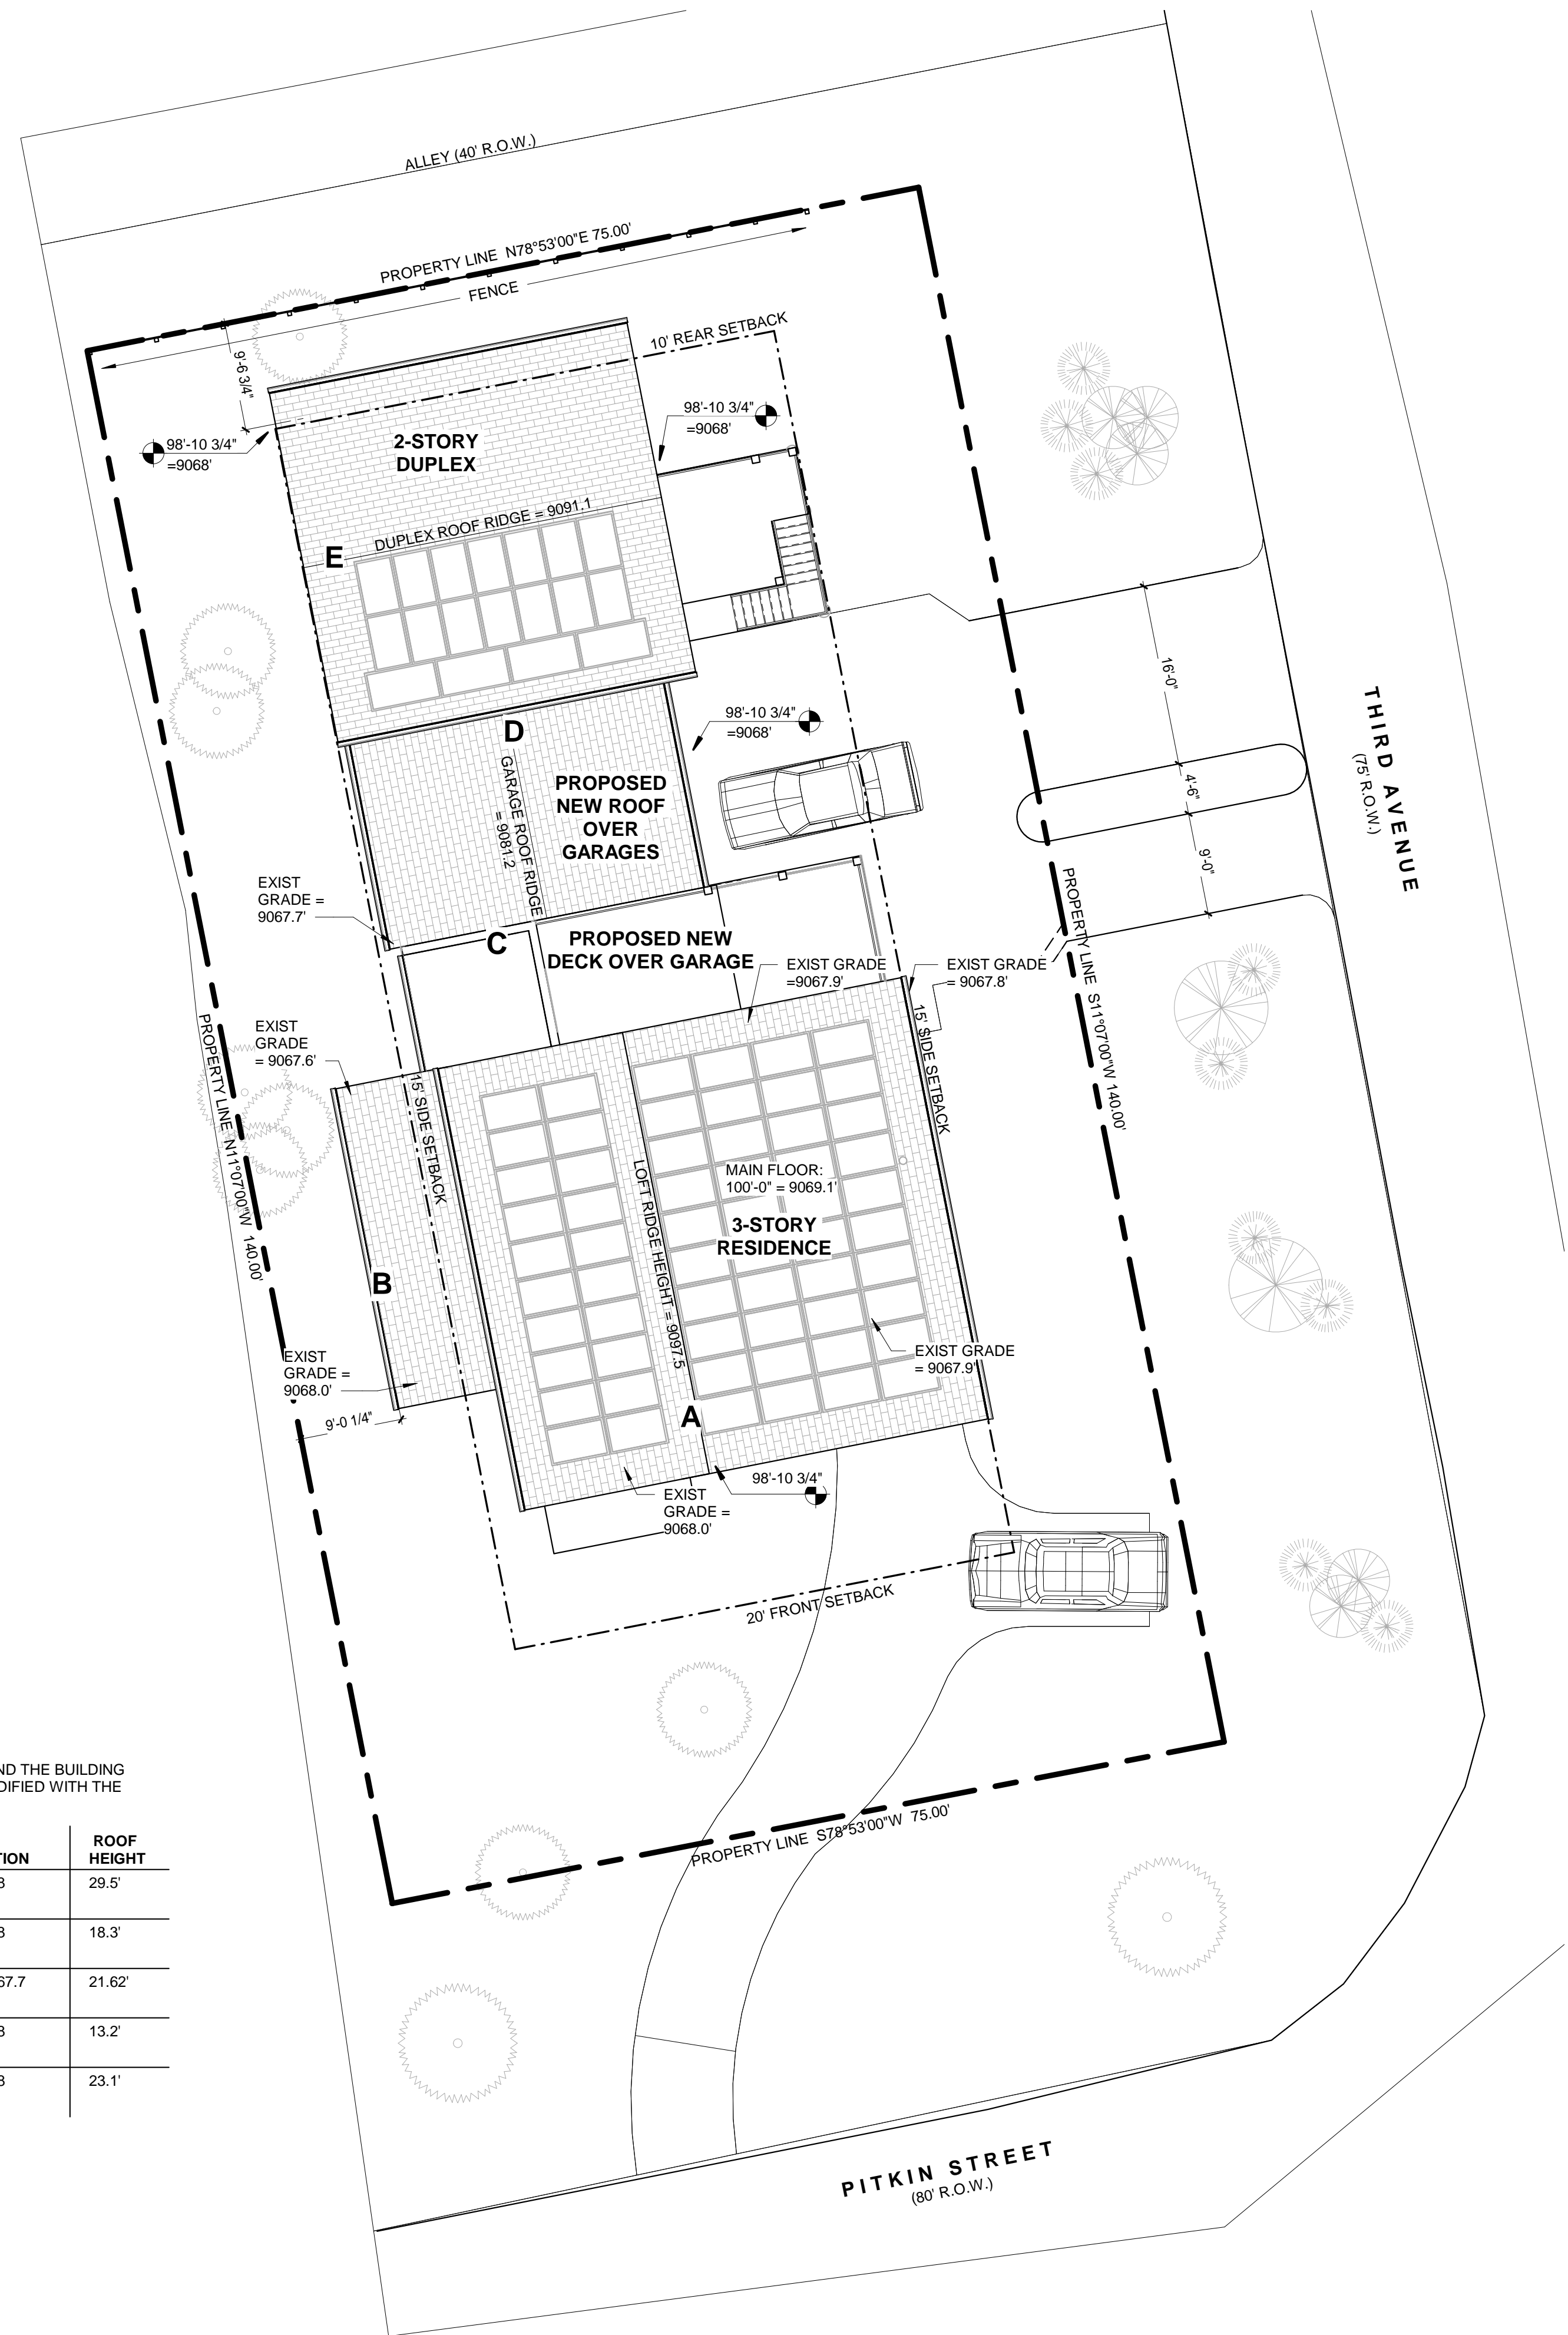 ALLEY (40' R.O.W.)
PROPERTY LINE N78°53'00"E 75.00'
FENCE
10' REAR SETBACK
9'-6 3/4"
98'-10 3/4"
=9068'
98'-10 3/4"
=9068'
2-STORY
DUPLEX
DUPLEX ROOF RIDGE = 9091.1
E
16'-0"
THIRD AVENUE
(75' R.O.W.)
4'-6"
9'-0"
D
98'-10 3/4"
=9068'
GARAGE ROOF RIDGE
= 9081.2
PROPOSED
NEW ROOF
OVER
GARAGES
EXIST
GRADE =
9067.7'
C
PROPOSED NEW
DECK OVER GARAGE
EXIST GRADE
=9067.9'
EXIST GRADE
= 9067.8'
PROPERTY LINE S11°07'00"W 140.00'
15' SIDE SETBACK
EXIST
GRADE
= 9067.6'
15' SIDE SETBACK
PROPERTY LINE N11°07'00"W 140.00'
LOFT RIDGE HEIGHT = 9097.5
MAIN FLOOR:
100'-0" = 9069.1'
3-STORY
RESIDENCE
B
EXIST GRADE
= 9067.9'
EXIST
GRADE =
9068.0'
9'-0 1/4"
A
98'-10 3/4"
EXIST
GRADE =
9068.0'
20' FRONT SETBACK
PROPERTY LINE S78°53'00"W 75.00'
ND THE BUILDING
DIFIED WITH THE
TION
ROOF
HEIGHT
8
29.5'
8
18.3'
67.7
21.62'
8
13.2'
8
23.1'
PITKIN STREET
(80' R.O.W.)